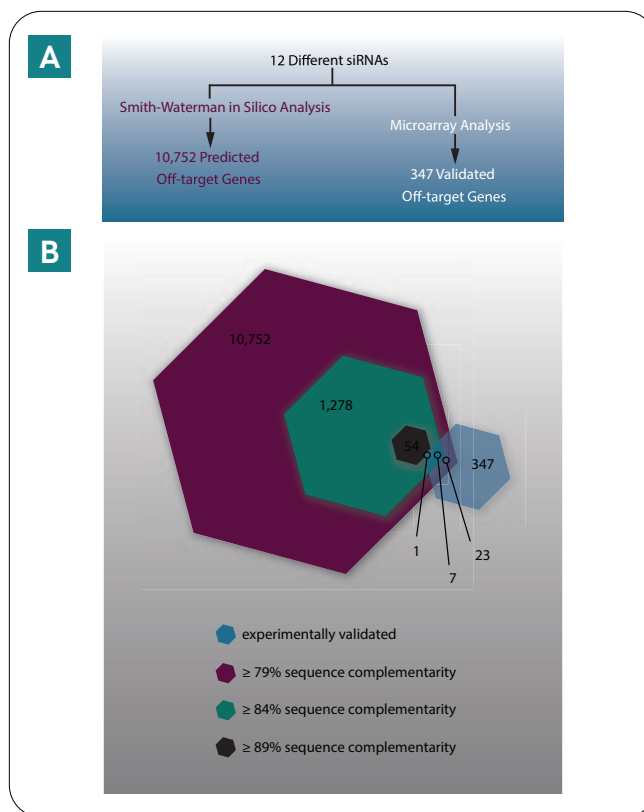 A
12 Different siRNAs
Smith-Waterman in Silico Analysis
Microarray Analysis
10,752 Predicted
Off-target Genes
347 Validated
Off-target Genes
B
10,752
1,278
54
347
1
23
7
experimentally validated
≥ 79% sequence complementarity
≥ 84% sequence complementarity
≥ 89% sequence complementarity